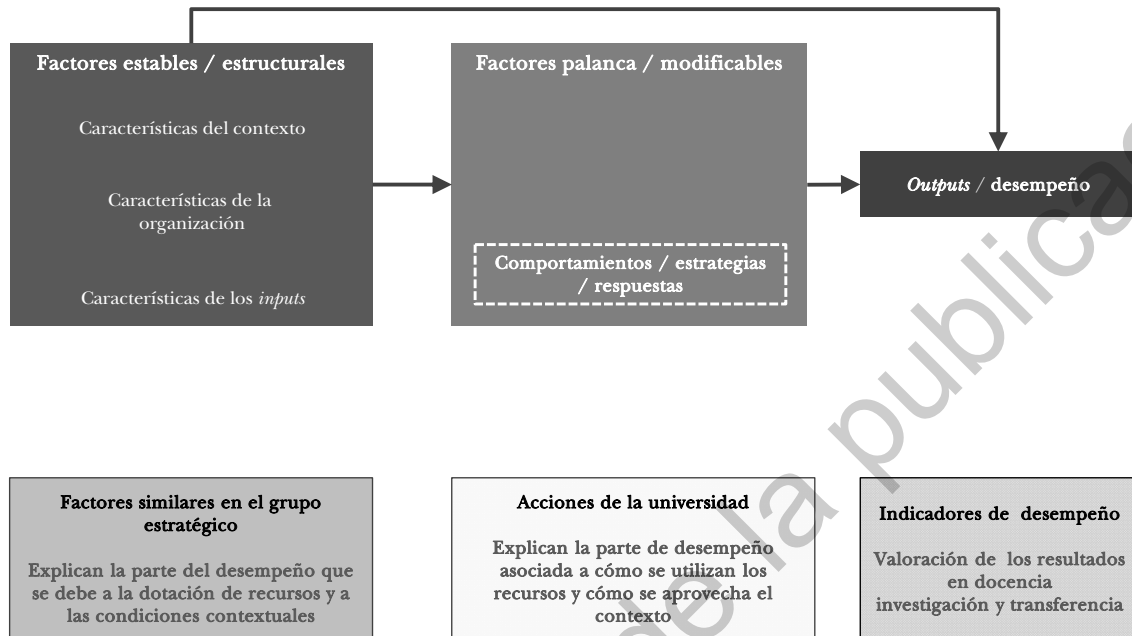 Factores estables / estructurales
Características del contexto
Características de la
organización
Características de los inputs
Factores palanca / modificables
Comportamientos / estrategias
/ respuestas
Outputs / desempeño
Factores similares en el grupo
estratégico
Explican la parte del desempeño que
se debe a la dotación de recursos y a
las condiciones contextuales
Acciones de la universidad
Explican la parte de desempeño
asociada a cómo se utilizan los
recursos y cómo se aprovecha el
contexto
Indicadores de desempeño
Valoración de los resultados
en docencia
investigación y transferencia
de la publicac